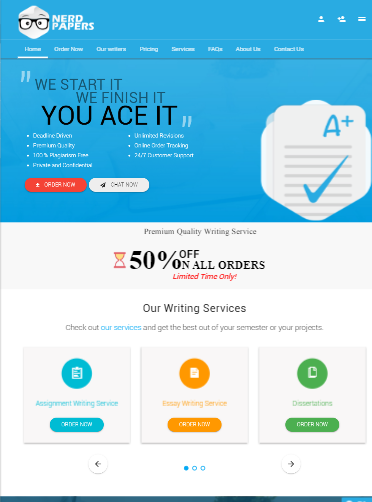 NERD
PAPERS
Home Order Now Our writers Pricing Services FAQs About Us Contact Us
" WE START IT
WE FINISH IT
YOU ACE IT "
Deadline Driven
Premium Quality
100 % Plagiarism Free
Private and Confidential
Unlimited Revisions
Online Order Tracking
24/7 Customer Support
ORDER NOW CHAT NOW
A+
Premium Quality Writing Service
50% OFF
ON ALL ORDERS
Limited Time Only!
Our Writing Services
Check out our services and get the best out of your semester or your projects.
Assignment Writing Service Essay Writing Service Dissertations
ORDER NOW ORDER NOW ORDER NOW